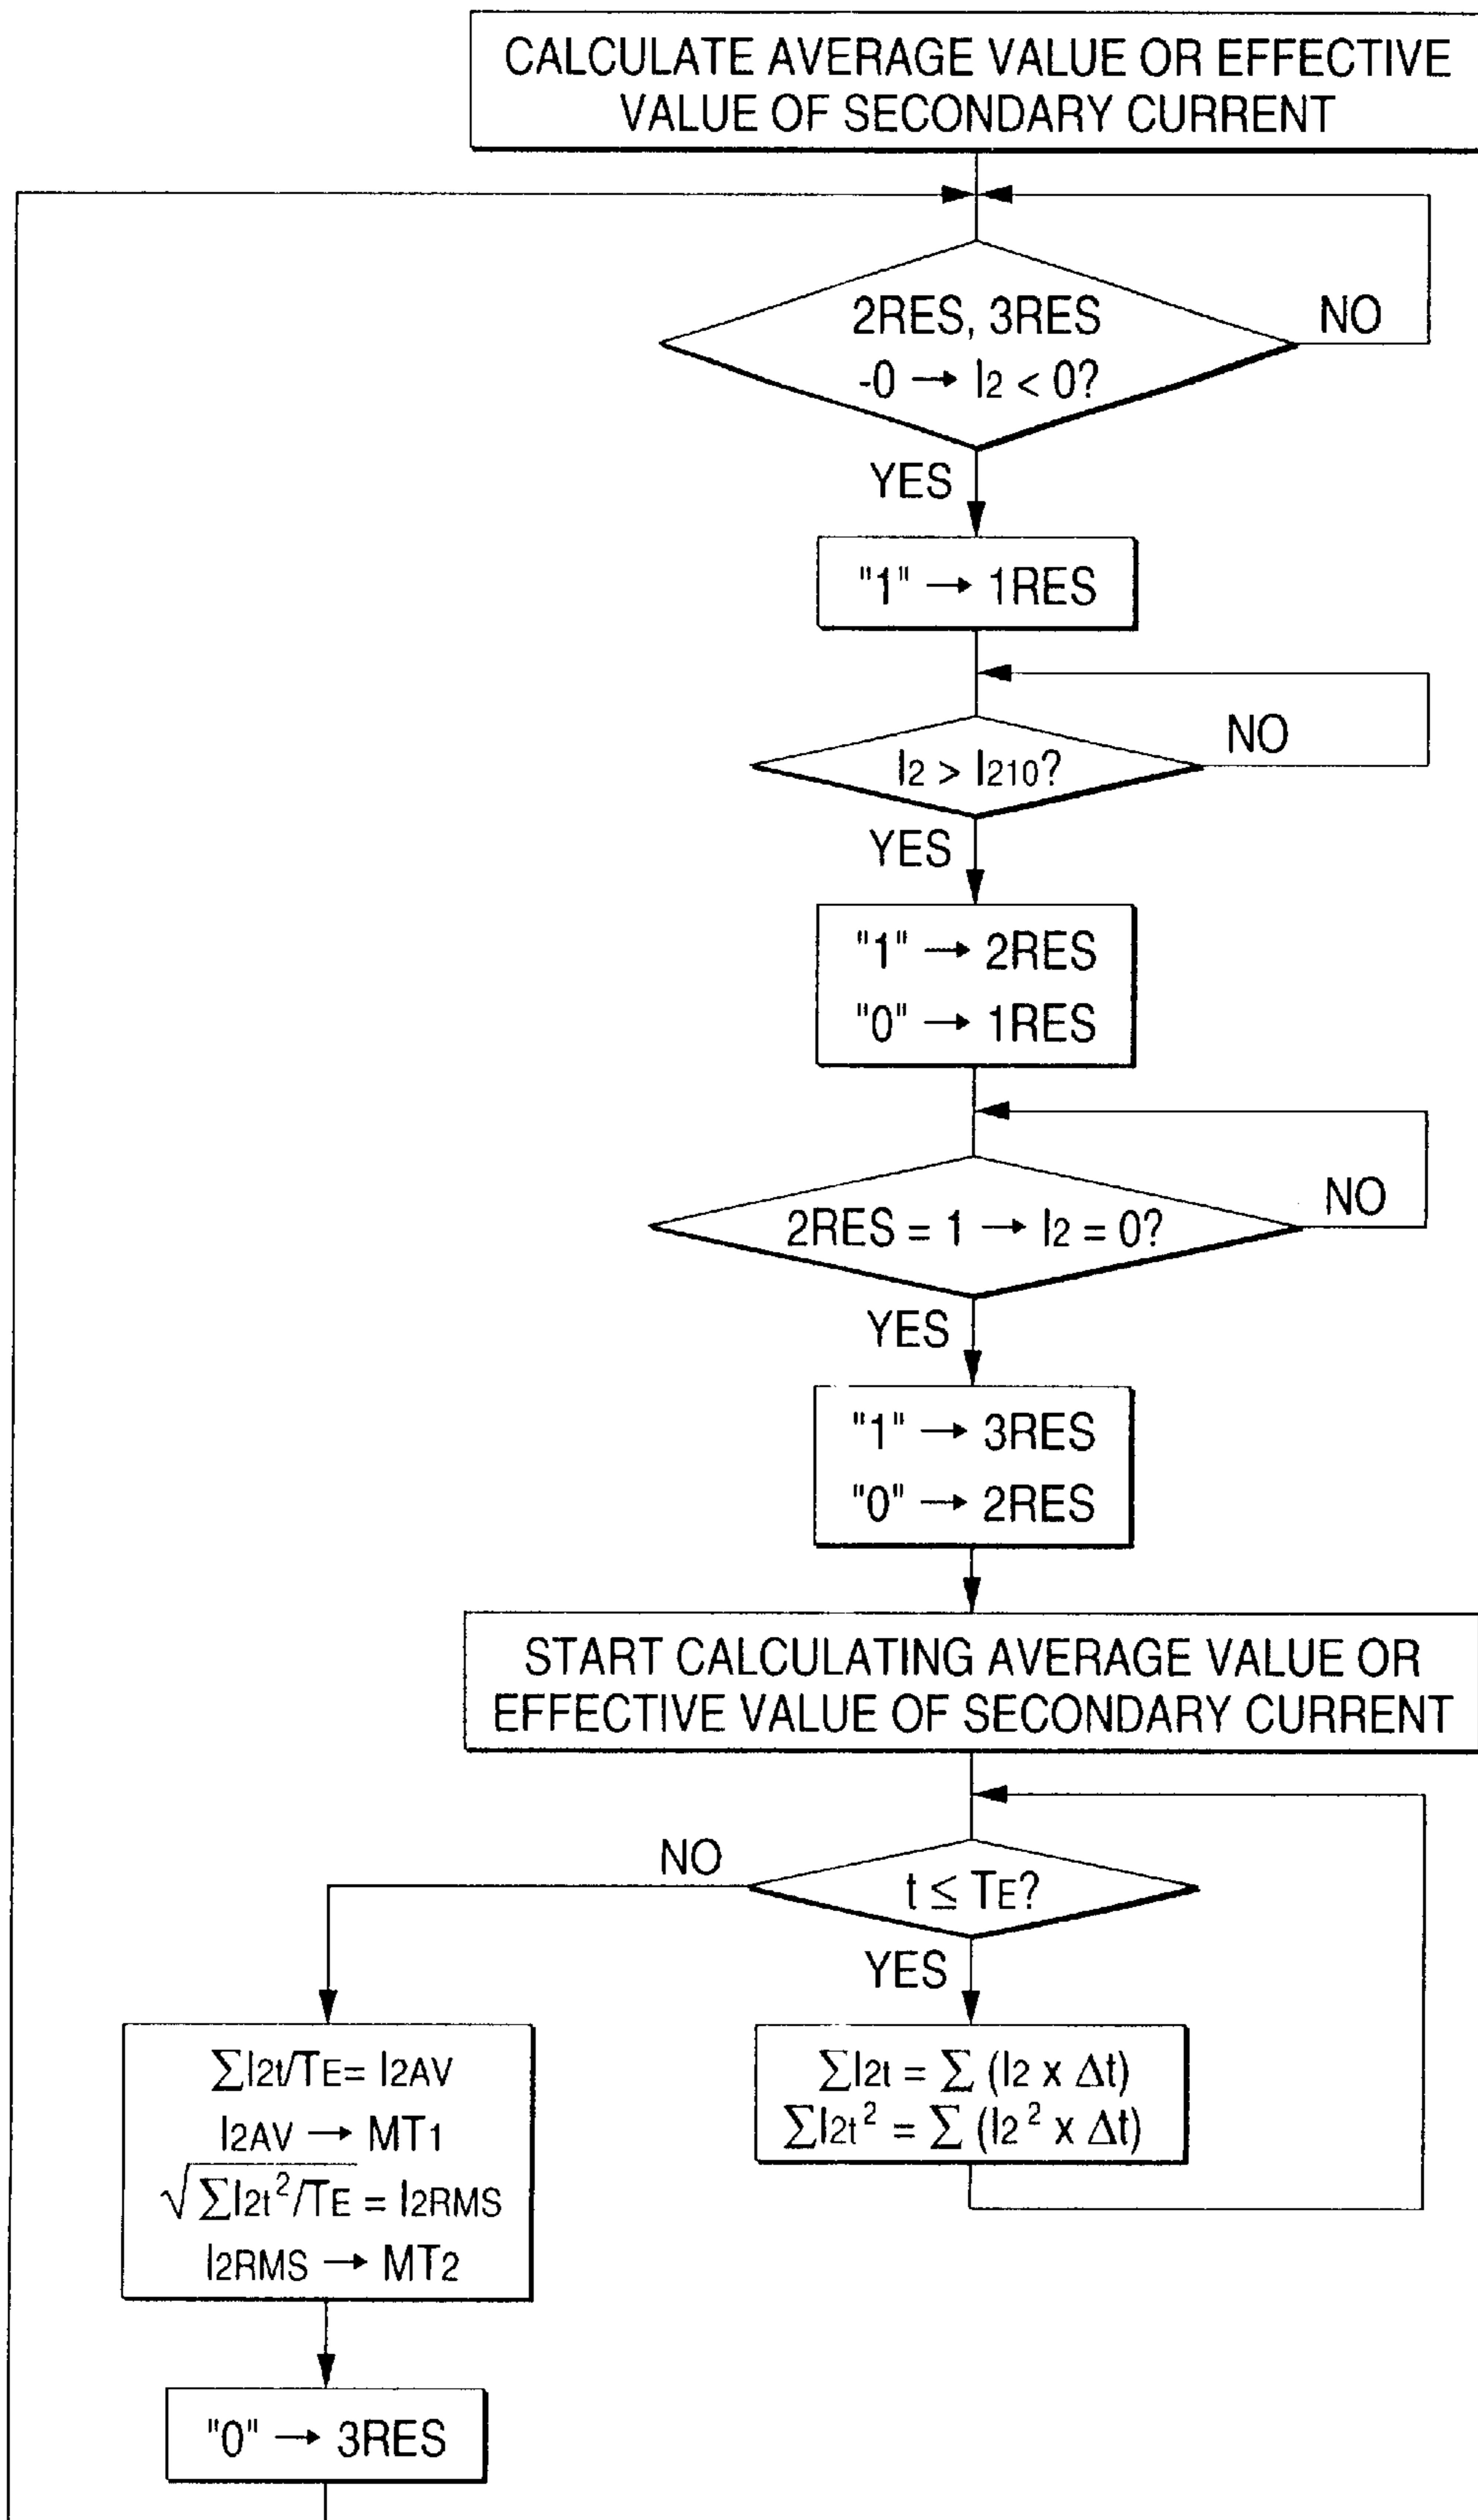 CALCULATE AVERAGE VALUE OR EFFECTIVE
VALUE OF SECONDARY CURRENT
2RES, 3RES
-0 → I2 < 0?
NO
YES
"1" → 1RES
I2 > I210?
NO
YES
"1" → 2RES
"0" → 1RES
2RES = 1 → I2 = 0?
NO
YES
"1" → 3RES
"0" → 2RES
START CALCULATING AVERAGE VALUE OR
EFFECTIVE VALUE OF SECONDARY CURRENT
NO
t ≤ TE?
YES
∑I2t/TE= I2AV
I2AV → MT1
√∑I2t²/TE = I2RMS
I2RMS → MT2
∑I2t = ∑ (I2 x Δt)
∑I2t² = ∑ (I2² x Δt)
"0" → 3RES